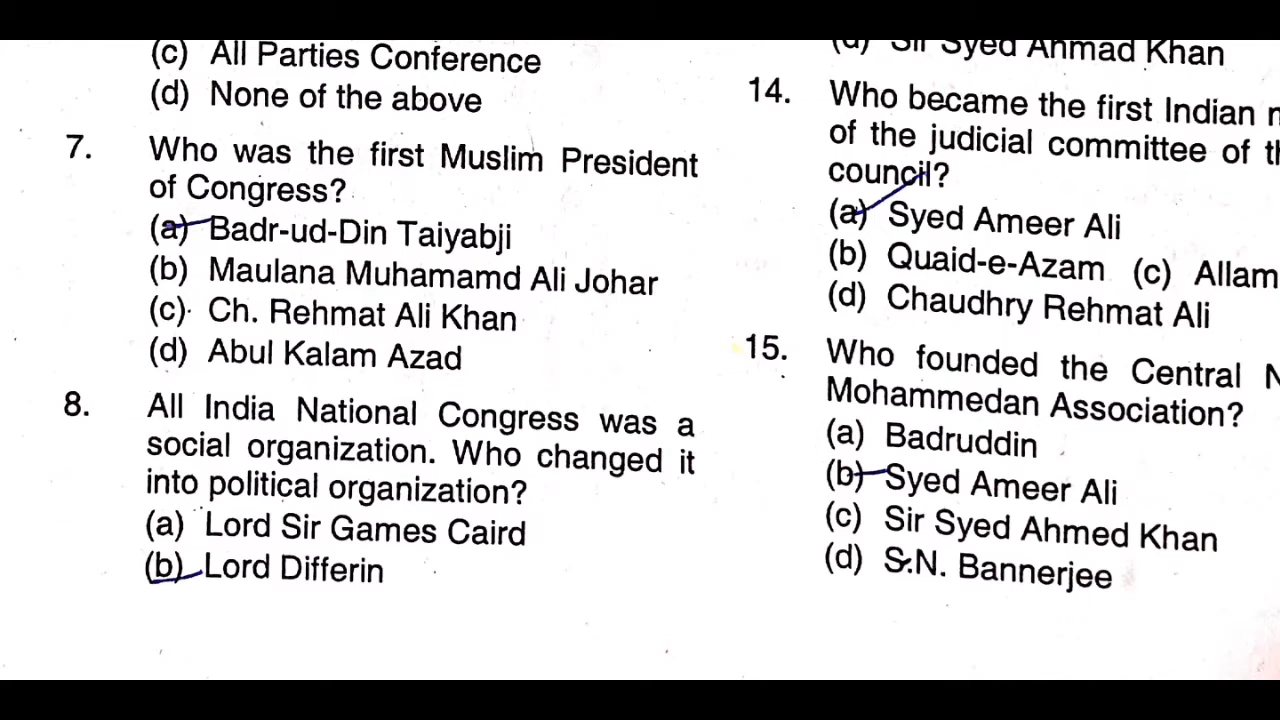 (c) All Parties Conference
(d) None of the above
7. Who was the first Muslim President
of Congress?
(a) Badr-ud-Din Taiyabji
(b) Maulana Muhamamd Ali Johar
(c) Ch. Rehmat Ali Khan
(d) Abul Kalam Azad
8. All India National Congress was a
social organization. Who changed it
into political organization?
(a) Lord Sir Games Caird
(b) Lord Differin
(d) Sir Syed Ahmad Khan
14. Who became the first Indian
of the judicial committee of
council?
(a) Syed Ameer Ali
(b) Quaid-e-Azam (c) Allam
(d) Chaudhry Rehmat Ali
15. Who founded the Central
Mohammedan Association?
(a) Badruddin
(b) Syed Ameer Ali
(c) Sir Syed Ahmed Khan
(d) S.N. Bannerjee